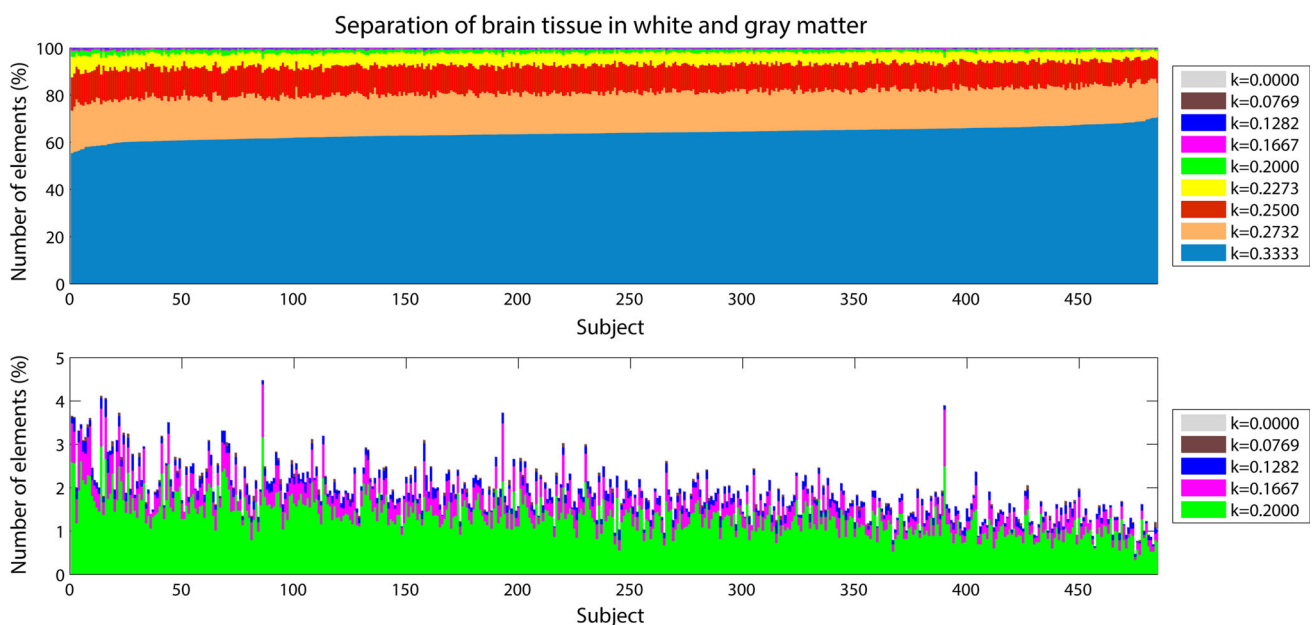 Separation of brain tissue in white and gray matter
Number of elements (%)
100
80
60
40
20
0
0 50 100 150 200 250 300 350 400 450
Subject
k=0.0000
k=0.0769
k=0.1282
k=0.1667
k=0.2000
k=0.2273
k=0.2500
k=0.2732
k=0.3333
Number of elements (%)
5
4
3
2
1
0
0 50 100 150 200 250 300 350 400 450
Subject
k=0.0000
k=0.0769
k=0.1282
k=0.1667
k=0.2000